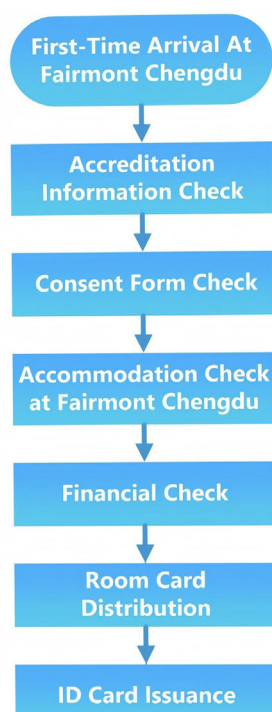 First-Time Arrival At
Fairmont Chengdu
Accreditation
Information Check
Consent Form Check
Accommodation Check
at Fairmont Chengdu
Financial Check
Room Card
Distribution
ID Card Issuance